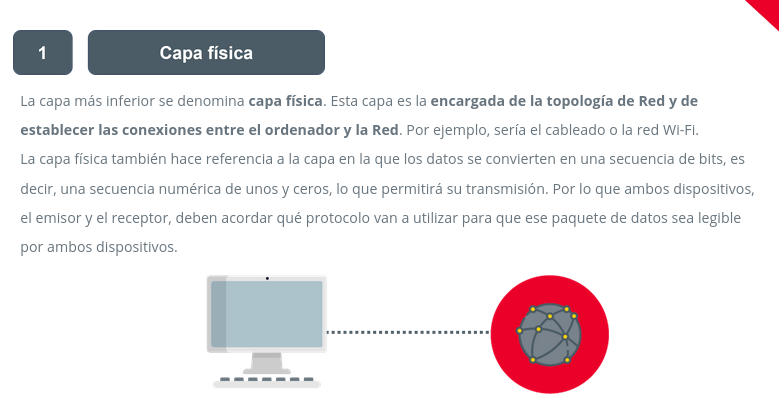 1 Capa física
La capa más inferior se denomina capa física. Esta capa es la encargada de la topología de Red y de
establecer las conexiones entre el ordenador y la Red. Por ejemplo, sería el cableado o la red Wi-Fi.
La capa física también hace referencia a la capa en la que los datos se convierten en una secuencia de bits, es
decir, una secuencia numérica de unos y ceros, lo que permitirá su transmisión. Por lo que ambos dispositivos,
el emisor y el receptor, deben acordar qué protocolo van a utilizar para que ese paquete de datos sea legible
por ambos dispositivos.